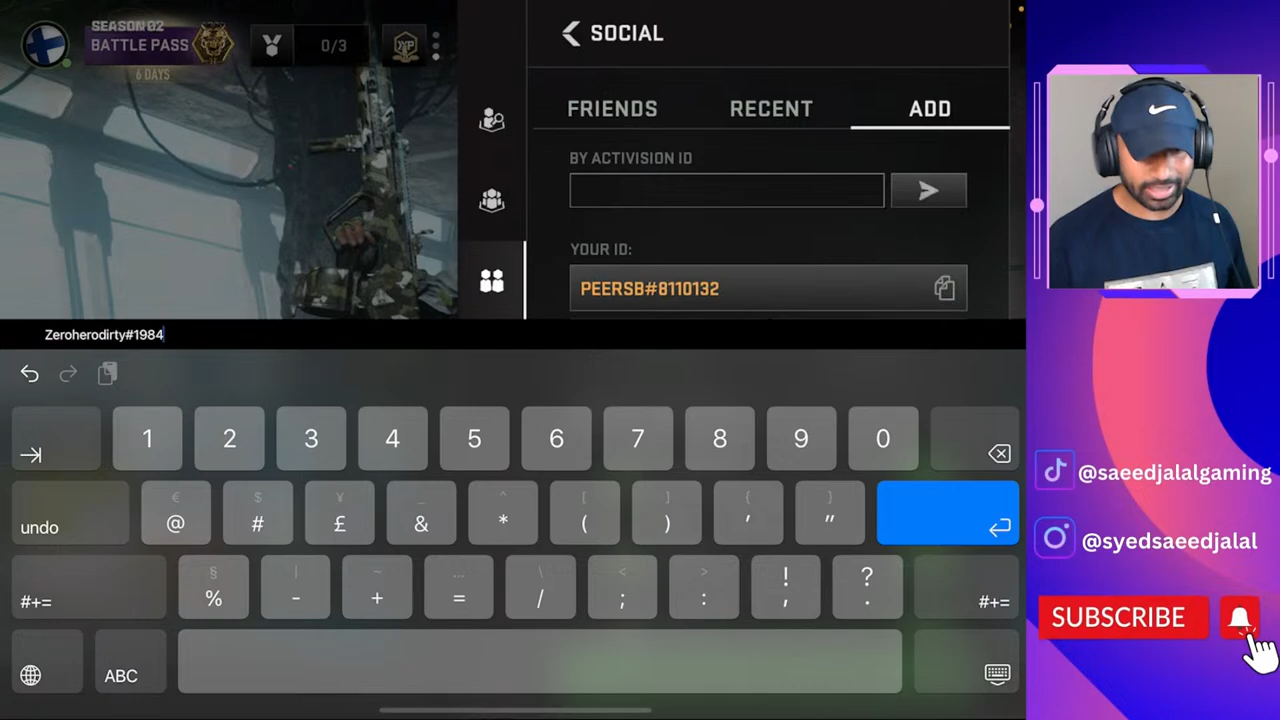 SEASON 02
BATTLE PASS
6 DAYS
0/3
XP
SOCIAL
FRIENDS
RECENT
ADD
BY ACTIVISION ID
YOUR ID:
PEERSB#8110132
Zeroherodirty#1984
1 2 3 4 5 6 7 8 9 0
undo
€ $ ¥ _ ^ [ ] { }
@ # £ & * ( ) ' "
§ | ~ … \ < > ! ?
#+= % - + = / ; : , . #+=
ABC
@saeedjalalgaming
@syedsaeedjalal
SUBSCRIBE